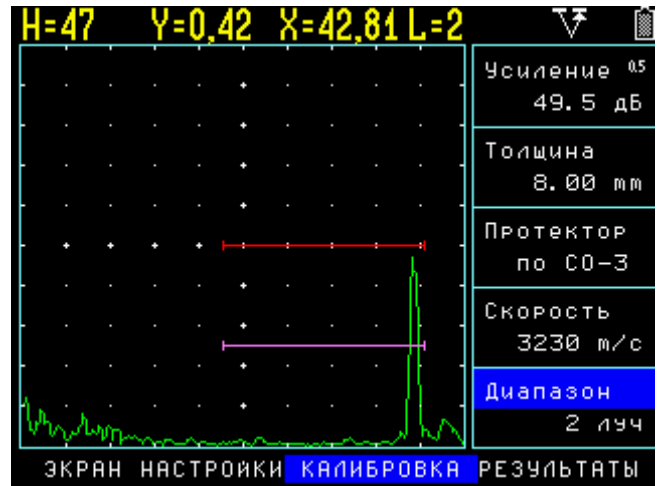 H=47 Y=0,42 X=42,81 L=2
Усиление 0.5
49.5 дБ
Толщина
8.00 mm
Протектор
по СО-3
Скорость
3230 m/c
Диапазон
2 луч
ЭКРАН НАСТРОЙКИ КАЛИБРОВКА РЕЗУЛЬТАТЫ